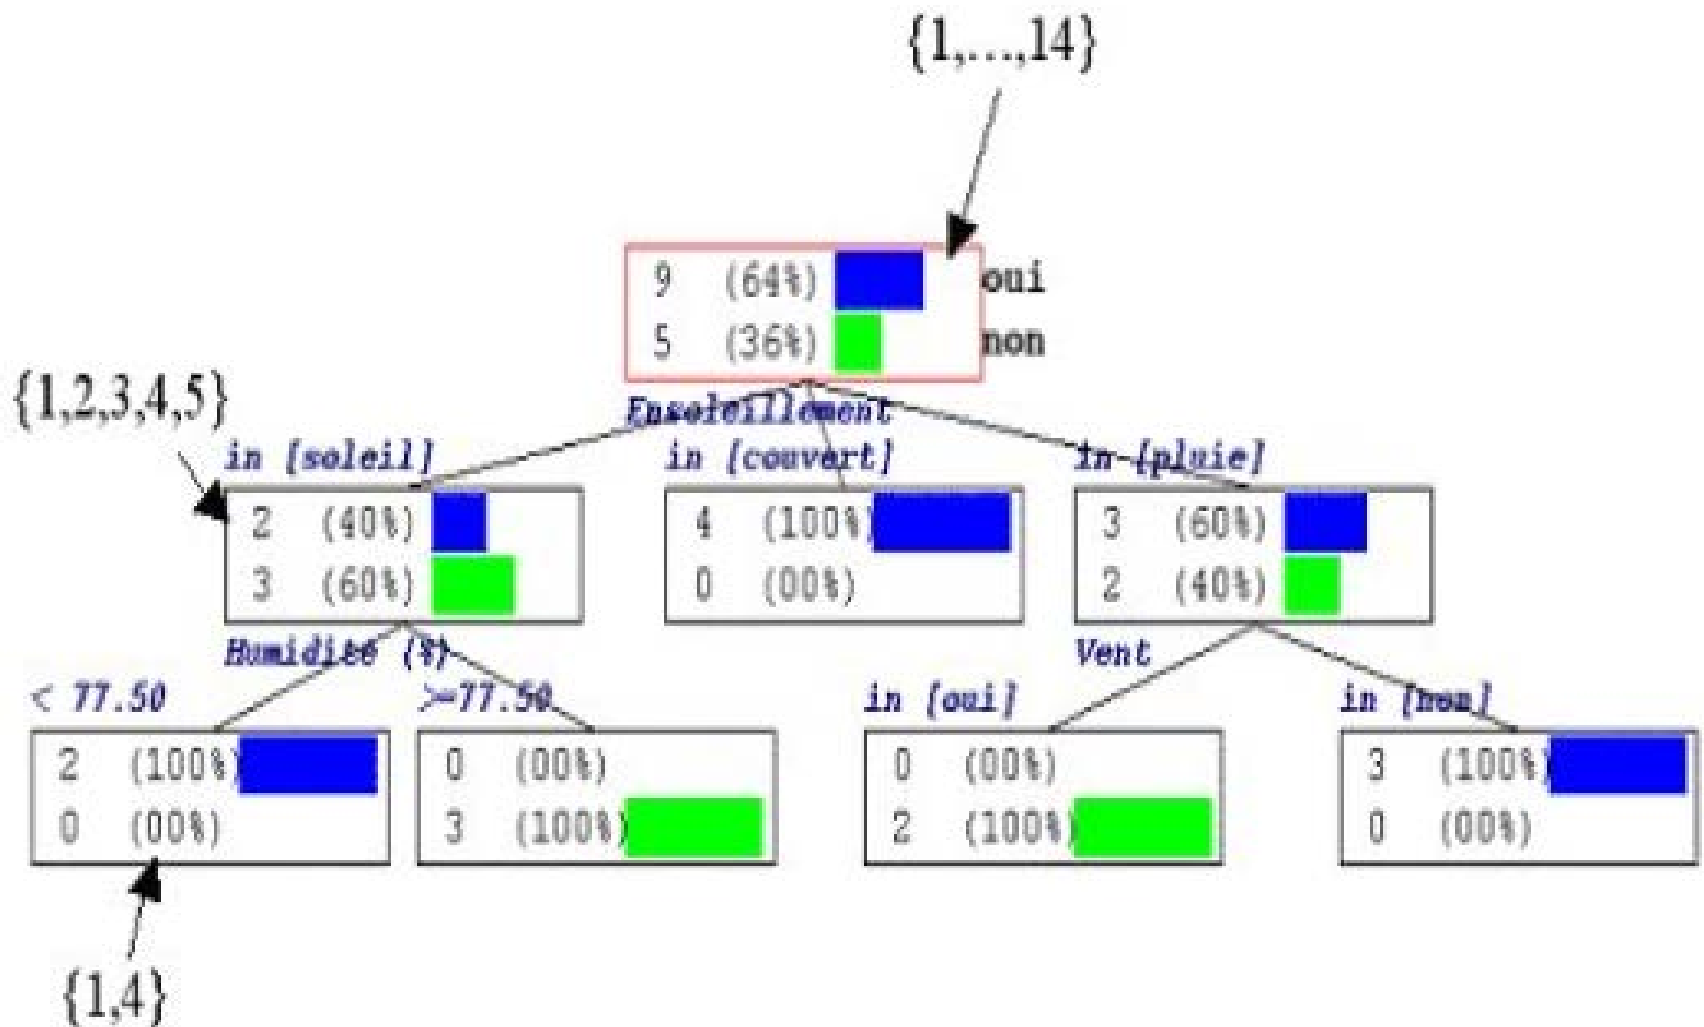 {1,...,14}
9 (64%) oui
5 (36%) non
{1,2,3,4,5}
Ensoleillement
in [soleil] in [couvert] in [pluie]
2 (40%) 4 (100%) 3 (60%)
3 (60%) 0 (00%) 2 (40%)
Humidité (%) Vent
< 77.50 >=77.50 in [oui] in [non]
2 (100%) 0 (00%) 0 (00%) 3 (100%)
0 (00%) 3 (100%) 2 (100%) 0 (00%)
{1,4}